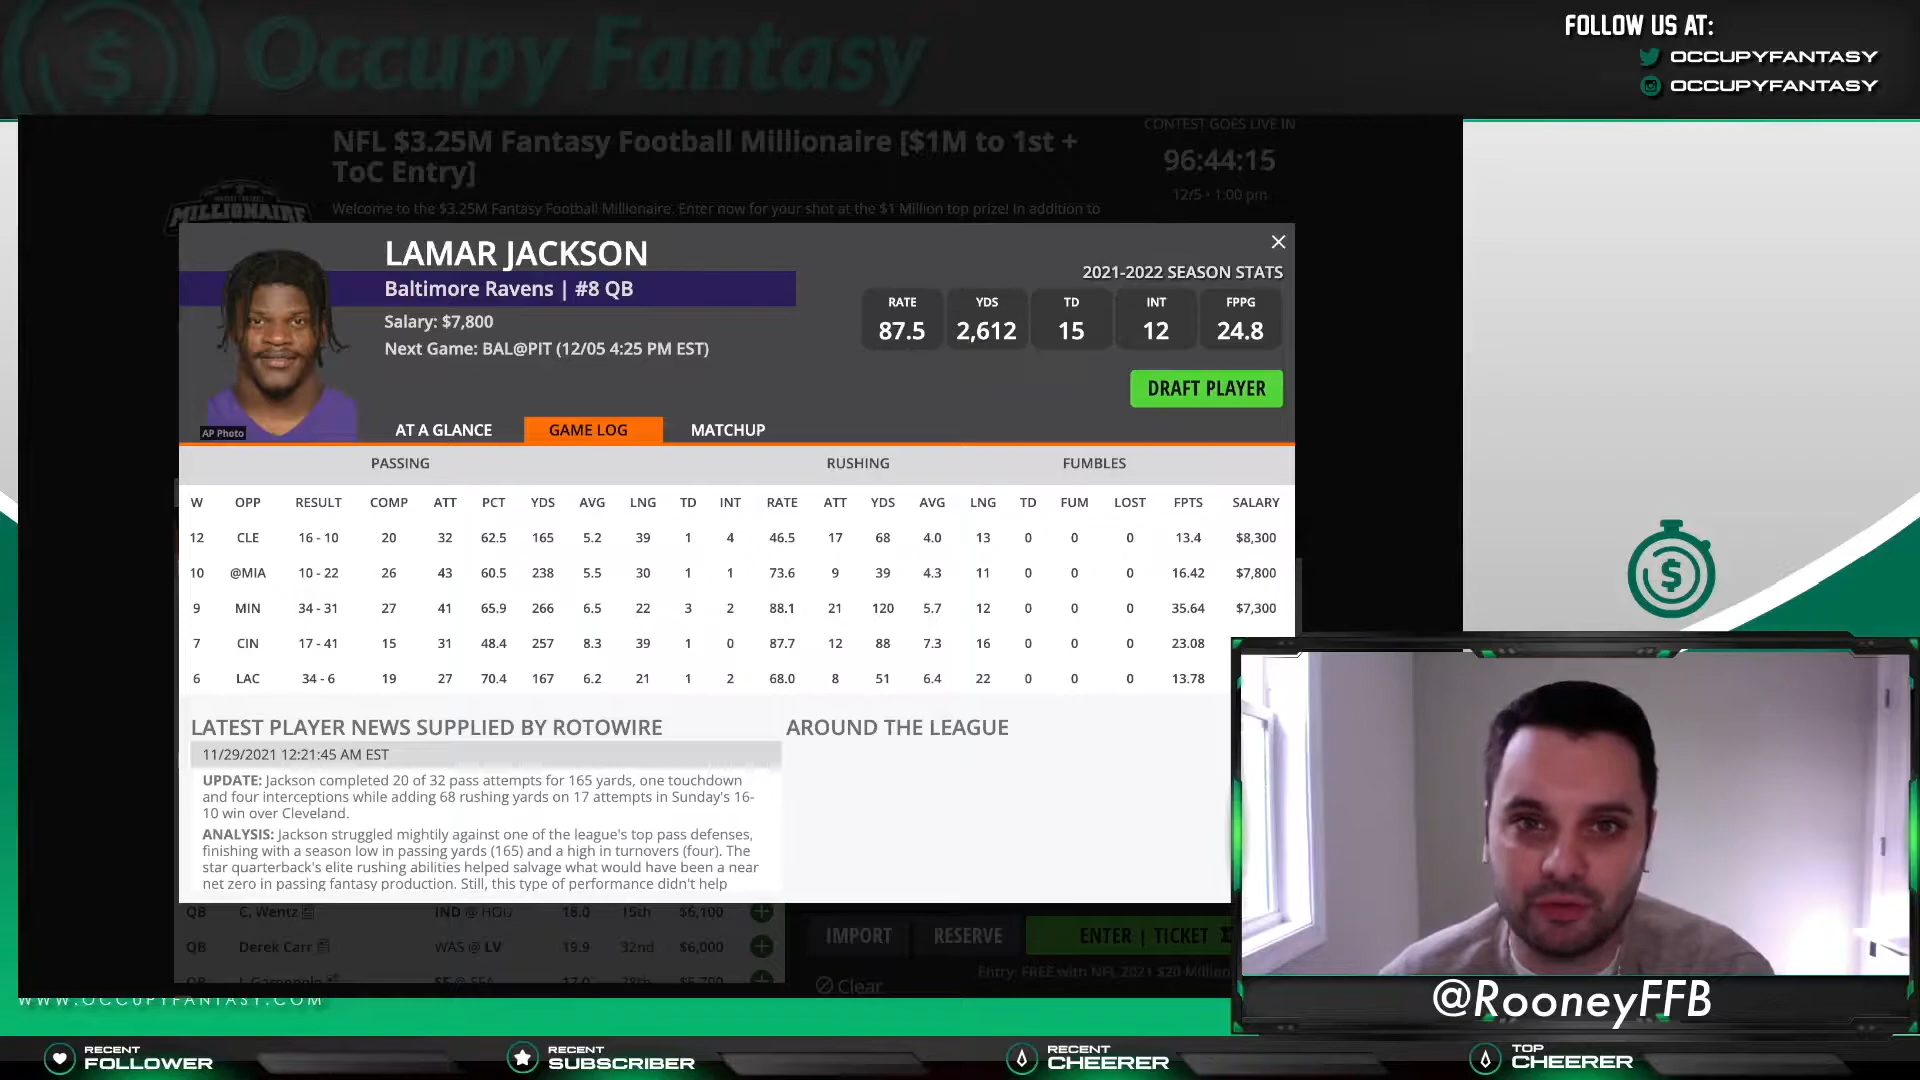 Occupy Fantasy
FOLLOW US AT:
OCCUPYFANTASY
OCCUPYFANTASY
NFL $3.25M Fantasy Football Millionaire [$1M to 1st +
ToC Entry]
CONTEST GOES LIVE IN
96:44:15
12/5 • 1:00 pm
MILLIONAIRE
Welcome to the $3.25M Fantasy Football Millionaire. Enter now for your shot at the $1 Million top prize! In addition to
LAMAR JACKSON
Baltimore Ravens | #8 QB
Salary: $7,800
Next Game: BAL@PIT (12/05 4:25 PM EST)
AP Photo
2021-2022 SEASON STATS
RATE YDS TD INT FPPG
87.5 2,612 15 12 24.8
DRAFT PLAYER
AT A GLANCE GAME LOG MATCHUP
PASSING RUSHING FUMBLES
W OPP RESULT COMP ATT PCT YDS AVG LNG TD INT RATE ATT YDS AVG LNG TD FUM LOST FPTS SALARY
12 CLE 16 - 10 20 32 62.5 165 5.2 39 1 4 46.5 17 68 4.0 13 0 0 0 13.4 $8,300
10 @MIA 10 - 22 26 43 60.5 238 5.5 30 1 1 73.6 9 39 4.3 11 0 0 0 16.42 $7,800
9 MIN 34 - 31 27 41 65.9 266 6.5 22 3 2 88.1 21 120 5.7 12 0 0 0 35.64 $7,300
7 CIN 17 - 41 15 31 48.4 257 8.3 39 1 0 87.7 12 88 7.3 16 0 0 0 23.08
6 LAC 34 - 6 19 27 70.4 167 6.2 21 1 2 68.0 8 51 6.4 22 0 0 0 13.78
LATEST PLAYER NEWS SUPPLIED BY ROTOWIRE
11/29/2021 12:21:45 AM EST
UPDATE: Jackson completed 20 of 32 pass attempts for 165 yards, one touchdown
and four interceptions while adding 68 rushing yards on 17 attempts in Sunday's 16-
10 win over Cleveland.
ANALYSIS: Jackson struggled mightily against one of the league's top pass defenses,
finishing with a season low in passing yards (165) and a high in turnovers (four). The
star quarterback's elite rushing abilities helped salvage what would have been a near
net zero in passing fantasy production. Still, this type of performance didn't help
AROUND THE LEAGUE
QB C. Wentz IND @ HOU 18.0 15th $6,100
QB Derek Carr WAS @ LV 19.9 32nd $6,000
IMPORT RESERVE ENTER | TICKET
Entry: FREE with NFL 2021 $20 Million
Clear
WWW.OCCUPYFANTASY.COM
@RooneyFFB
RECENT
FOLLOWER
RECENT
SUBSCRIBER
RECENT
CHEERER
TOP
CHEERER